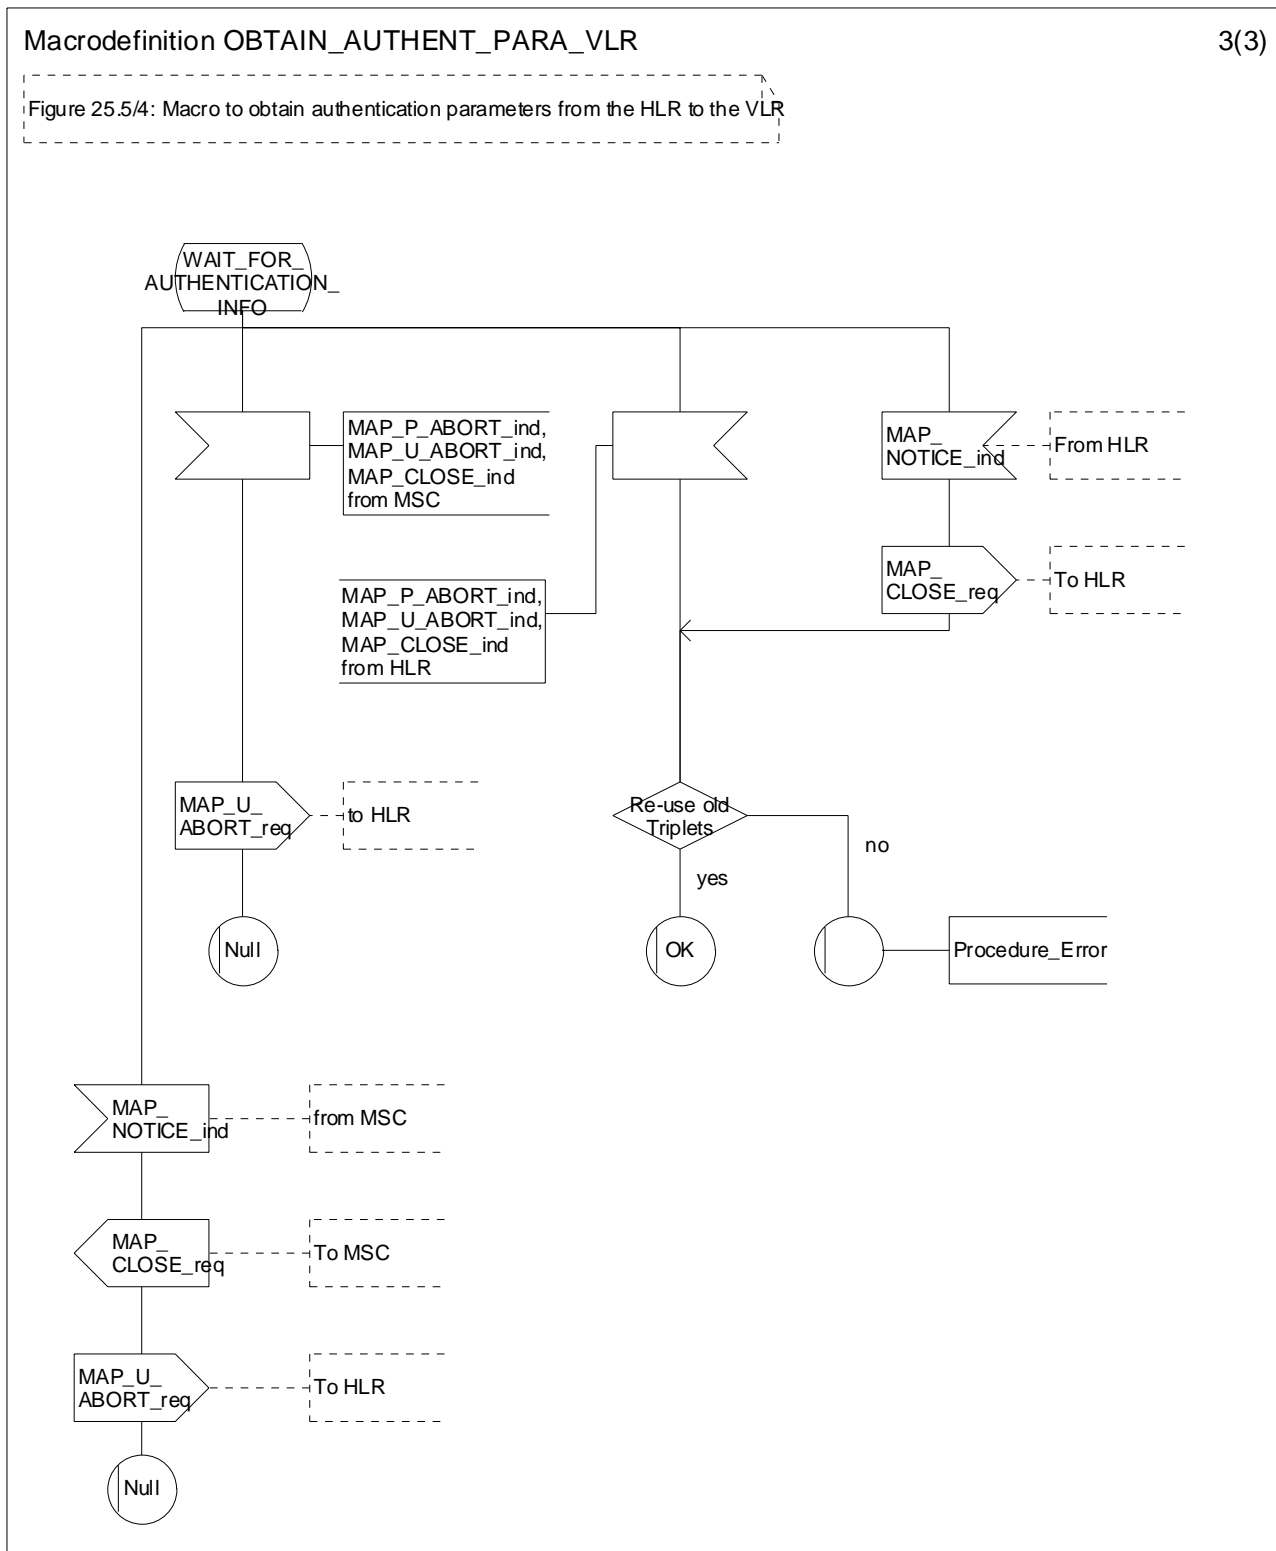 Macrodefinition OBTAIN_AUTHENT_PARA_VLR
3(3)
Figure 25.5/4: Macro to obtain authentication parameters from the HLR to the VLR
WAIT_FOR_
AUTHENTICATION_
INFO
MAP_P_ABORT_ind,
MAP_U_ABORT_ind,
MAP_CLOSE_ind
from MSC
MAP_
NOTICE_ind
From HLR
MAP_P_ABORT_ind,
MAP_U_ABORT_ind,
MAP_CLOSE_ind
from HLR
MAP_
CLOSE_req
To HLR
MAP_U_
ABORT_req
to HLR
Re-use old
Triplets
no
yes
Null
OK
Procedure_Error
MAP_
NOTICE_ind
from MSC
MAP_
CLOSE_req
To MSC
MAP_U_
ABORT_req
To HLR
Null